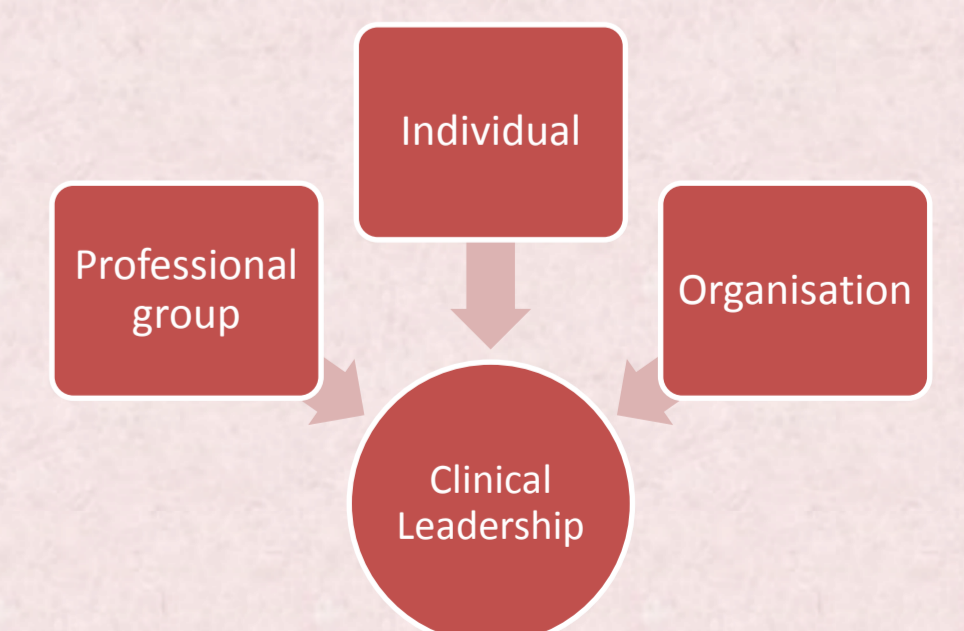 Individual
Professional
group
Organisation
Clinical
Leadership